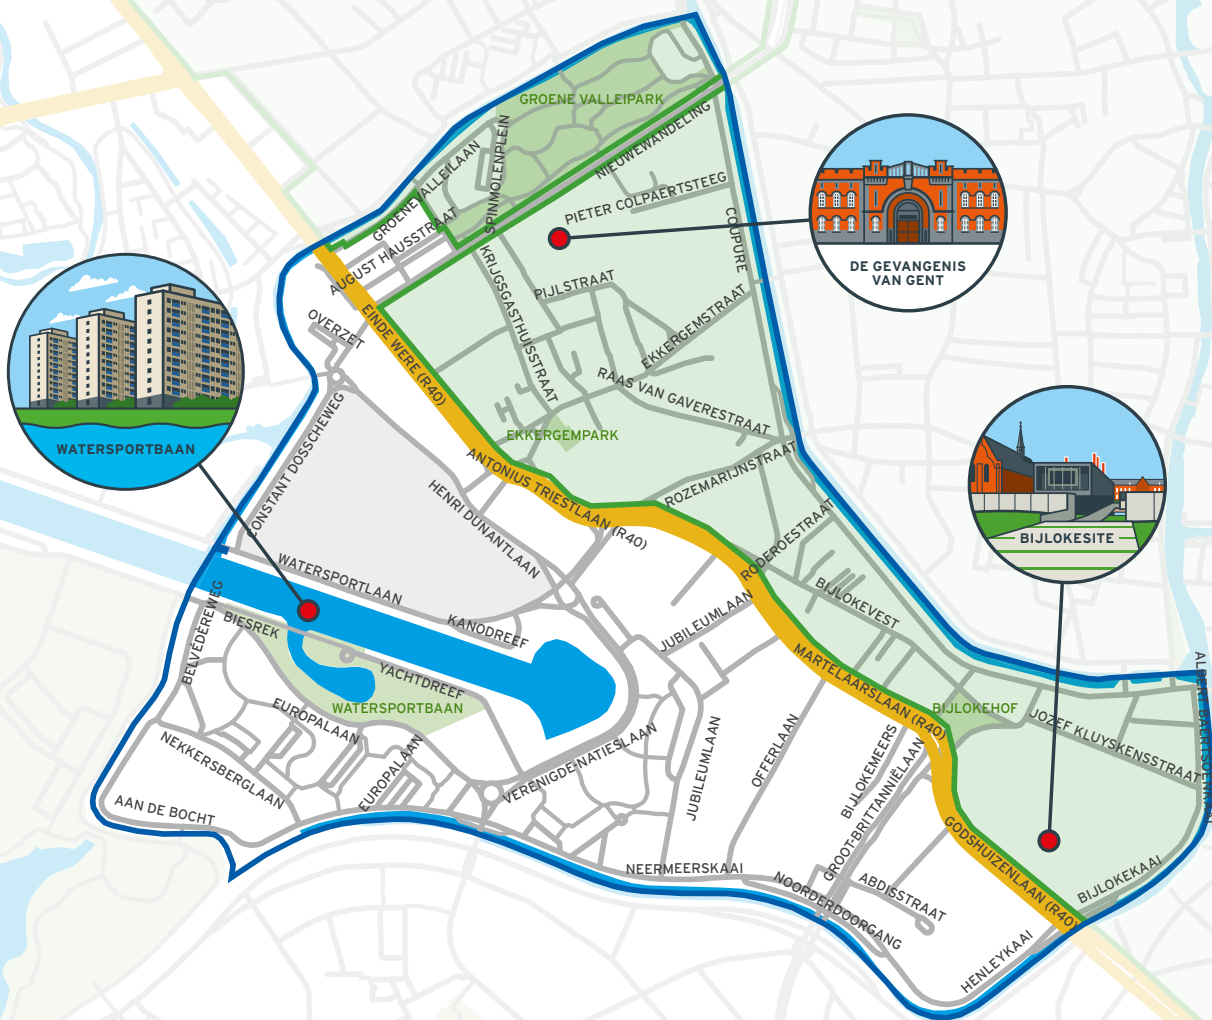 GROENE VALLEIPARK
NIEUWEWANDELING
SPINMOLENPLEIN
GROENEVALLEILAAN
PIETER COLPAERTSTEEG
COUPURE
AUGUST HAUSSTRAAT
DE GEVANGENIS
VAN GENT
KRIJGSGASTHUISSTRAAT
PIJLSTRAAT
OVERZET
EINDE WERE (R40)
EKKERGEMSTRAAT
RAAS VAN GAVERESTRAAT
EKKERGEMPARK
WATERSPORTBAAN
CONSTANT DOSSCHEWEG
ANTONIUS TRIESTLAAN (R40)
ROZEMARIJNSTRAAT
HENRI DUNANTLAAN
RODEROESTRAAT
BIJLOKESITE
WATERSPORTLAAN
BIJLOKEVEST
BELVÉDÈREWEG
BIESREK
KANODREEF
JUBILEUMLAAN
YACHTDREEF
MARTELAARSLAAN (R40)
WATERSPORTBAAN
BIJLOKEHOF
EUROPALAAN
JOZEF KLUYSKENSSTRAAT
NEKKERSBERGLAAN
EUROPALAAN
VERENIGDE-NATIESLAAN
JUBILEUMLAAN
OFFERLAAN
BIJLOKEMEERS
GROOT-BRITTANNIËLAAN
AAN DE BOCHT
GODSHUIZENLAAN (R40)
NEERMEERSKAAI
NOORDERDOORGANG
ABDISSTRAAT
BIJLOKEKAAI
HENLEYKAAI